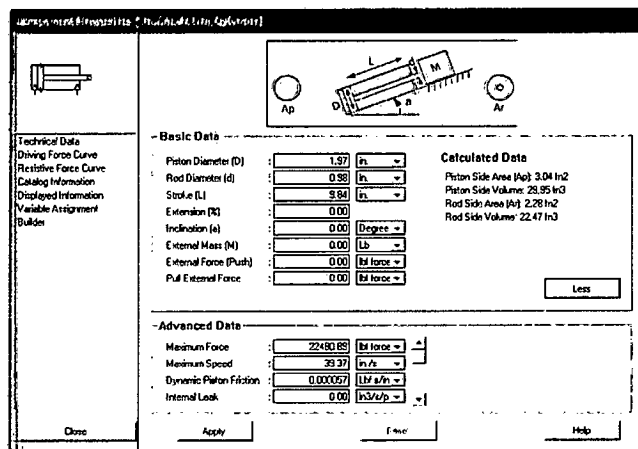 L
M
D
a
Ap
Ar
Technical Data
Driving Force Curve
Resistive Force Curve
Catalog Information
Displayed Information
Variable Assignment
Builder
Basic Data
Piston Diameter (D) : 1.97 in.
Rod Diameter (d) : 0.98 in.
Stroke (L) : 9.84 in.
Extension (%) : 0.00
Inclination (a) : 0.00 Degree
External Mass (M) : 0.00 Lb
External Force (Push) : 0.00 lbf force
Pull External Force : 0.00 lbf force
Calculated Data
Piston Side Area (Ap): 3.04 In2
Piston Side Volume: 29.95 In3
Rod Side Area (Ar): 2.28 In2
Rod Side Volume: 22.47 In3
Less
Advanced Data
Maximum Force : 22480.89 lbf force
Maximum Speed : 39.37 in/s
Dynamic Piston Friction : 0.000057 Lb/ s/in
Internal Leak : 0.00 In3/s/p
Close
Apply
Help